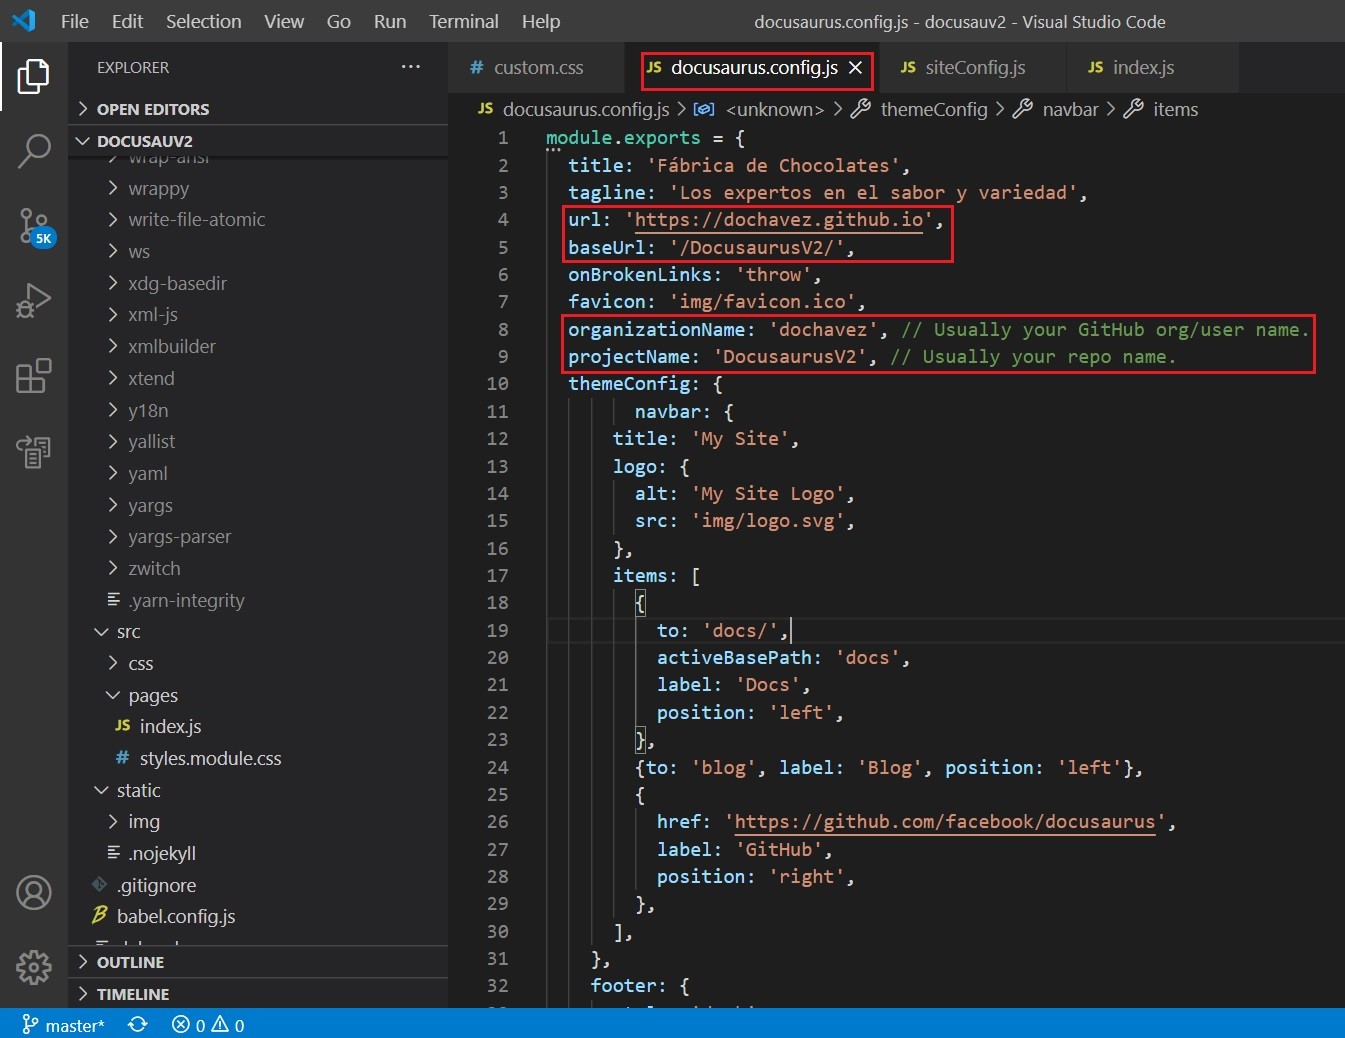 File Edit Selection View Go Run Terminal Help docusaurus.config.js - docusauv2 - Visual Studio Code
EXPLORER ···
OPEN EDITORS
DOCUSAUV2
wrap-ansi
wrappy
write-file-atomic
ws
xdg-basedir
xml-js
xmlbuilder
xtend
y18n
yallist
yaml
yargs
yargs-parser
zwitch
.yarn-integrity
src
css
pages
JS index.js
# styles.module.css
static
img
.nojekyll
.gitignore
babel.config.js
OUTLINE
TIMELINE
5K
# custom.css JS docusaurus.config.js × JS siteConfig.js JS index.js
JS docusaurus.config.js > <unknown> > themeConfig > navbar > items
1 module.exports = {
2 title: 'Fábrica de Chocolates',
3 tagline: 'Los expertos en el sabor y variedad',
4 url: 'https://dochavez.github.io',
5 baseUrl: '/DocusaurusV2/',
6 onBrokenLinks: 'throw',
7 favicon: 'img/favicon.ico',
8 organizationName: 'dochavez', // Usually your GitHub org/user name.
9 projectName: 'DocusaurusV2', // Usually your repo name.
10 themeConfig: {
11 navbar: {
12 title: 'My Site',
13 logo: {
14 alt: 'My Site Logo',
15 src: 'img/logo.svg',
16 },
17 items: [
18 {
19 to: 'docs/',
20 activeBasePath: 'docs',
21 label: 'Docs',
22 position: 'left',
23 },
24 {to: 'blog', label: 'Blog', position: 'left'},
25 {
26 href: 'https://github.com/facebook/docusaurus',
27 label: 'GitHub',
28 position: 'right',
29 },
30 ],
31 },
32 footer: {
master* 0 0